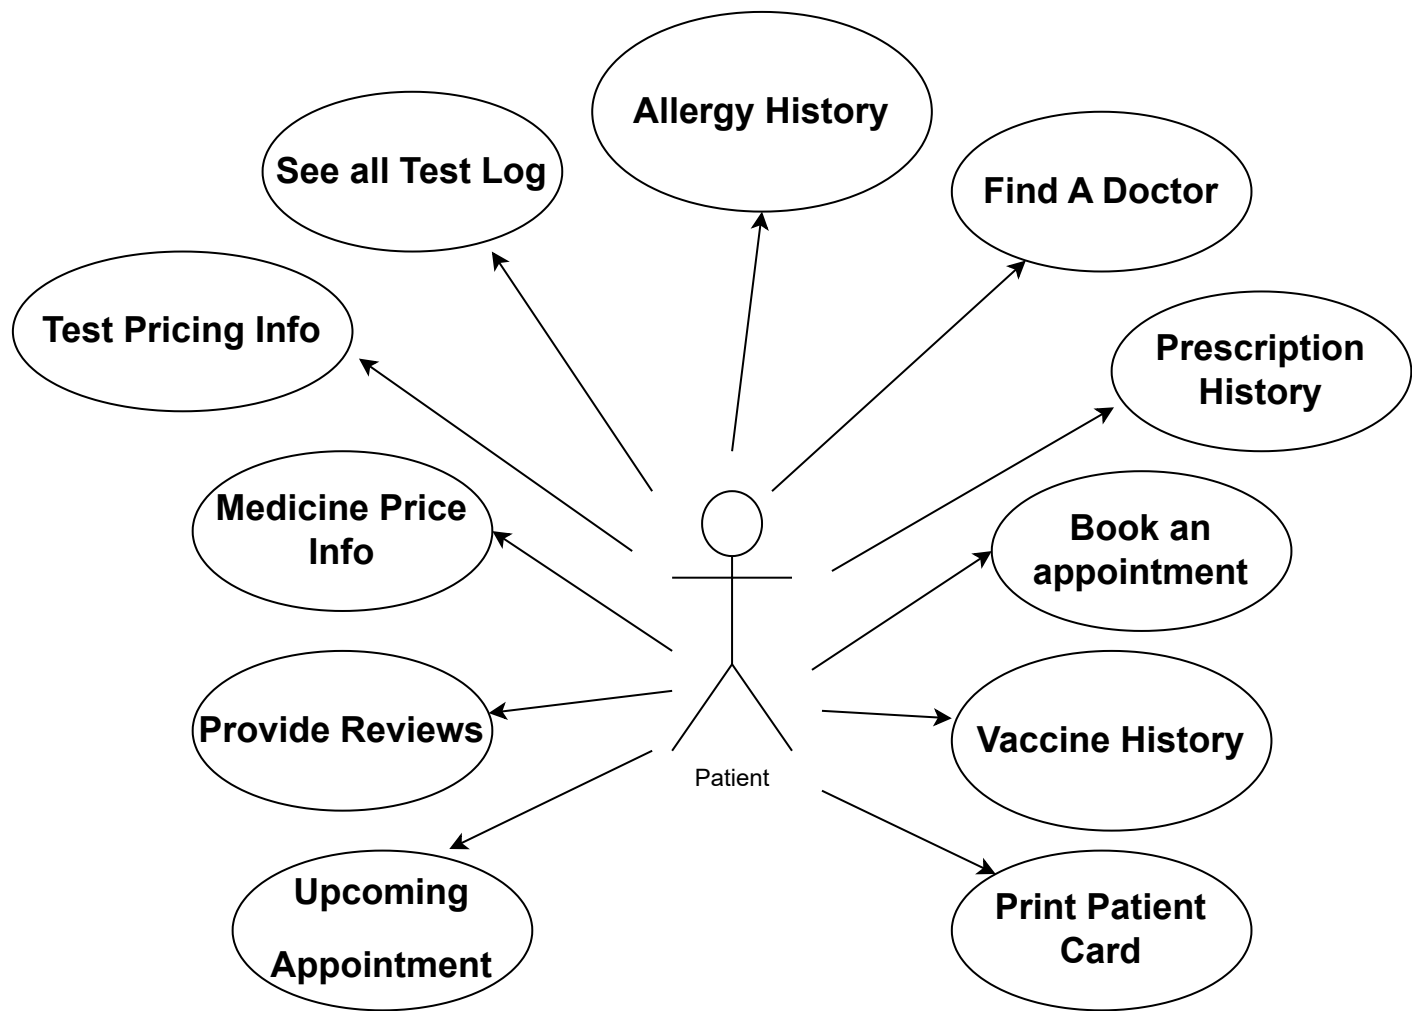 Allergy History
See all Test Log
Find A Doctor
Test Pricing Info
Prescription
History
Medicine Price
Info
Book an
appointment
Provide Reviews
Vaccine History
Patient
Upcoming
Appointment
Print Patient
Card